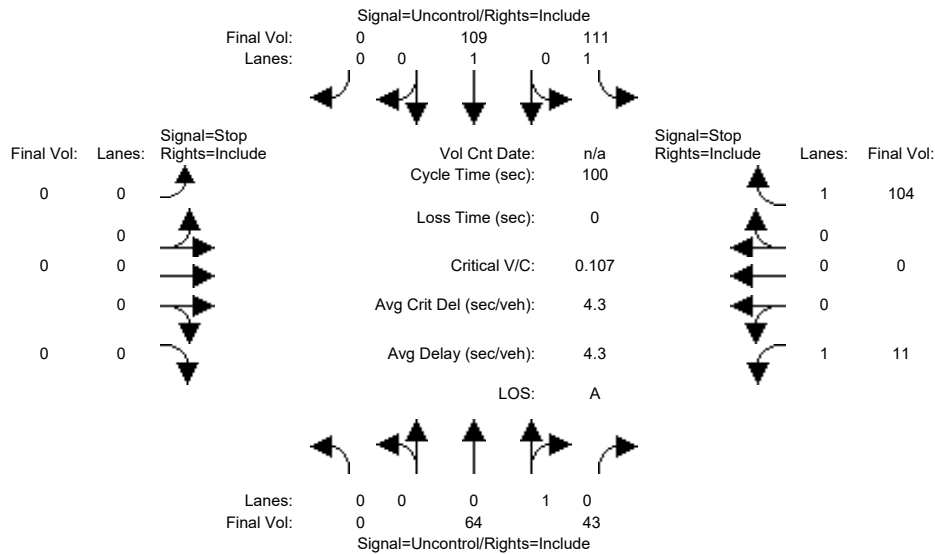 Signal=Uncontrol/Rights=Include
Final Vol: 0 109 111
Lanes: 0 0 1 0 1
Signal=Stop
Final Vol: Lanes: Rights=Include
Vol Cnt Date: n/a
Signal=Stop
Rights=Include Lanes: Final Vol:
Cycle Time (sec): 100
0 0
1 104
Loss Time (sec): 0
0
0
0 0
Critical V/C: 0.107
0 0
0
Avg Crit Del (sec/veh): 4.3
0
0 0
Avg Delay (sec/veh): 4.3
1 11
LOS: A
Lanes: 0 0 0 1 0
Final Vol: 0 64 43
Signal=Uncontrol/Rights=Include